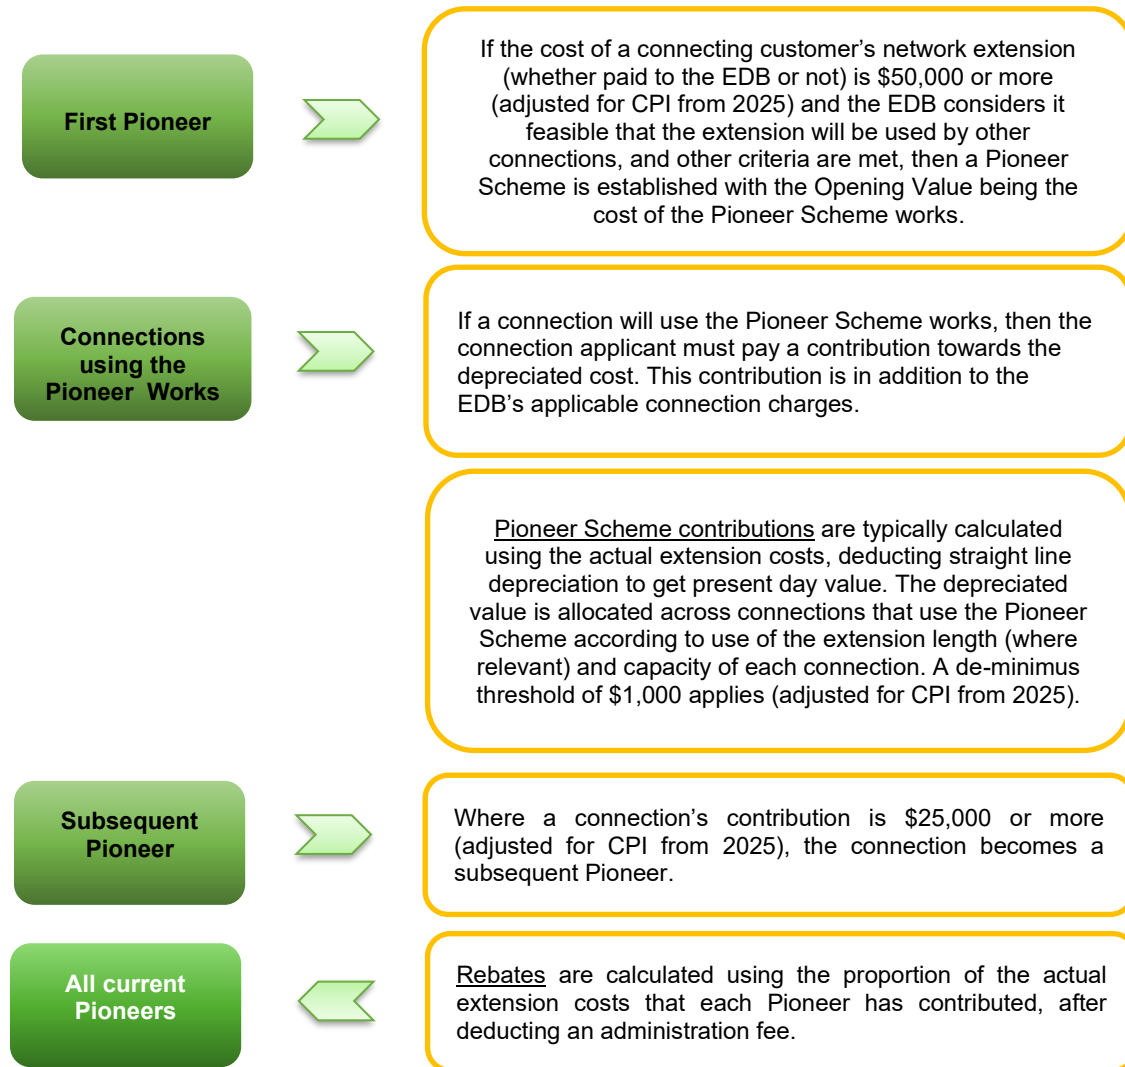 First Pioneer
If the cost of a connecting customer’s network extension
(whether paid to the EDB or not) is $50,000 or more
(adjusted for CPI from 2025) and the EDB considers it
feasible that the extension will be used by other
connections, and other criteria are met, then a Pioneer
Scheme is established with the Opening Value being the
cost of the Pioneer Scheme works.
Connections
using the
Pioneer Works
If a connection will use the Pioneer Scheme works, then the
connection applicant must pay a contribution towards the
depreciated cost. This contribution is in addition to the
EDB’s applicable connection charges.
Pioneer Scheme contributions are typically calculated
using the actual extension costs, deducting straight line
depreciation to get present day value. The depreciated
value is allocated across connections that use the Pioneer
Scheme according to use of the extension length (where
relevant) and capacity of each connection. A de-minimus
threshold of $1,000 applies (adjusted for CPI from 2025).
Subsequent
Pioneer
Where a connection’s contribution is $25,000 or more
(adjusted for CPI from 2025), the connection becomes a
subsequent Pioneer.
All current
Pioneers
Rebates are calculated using the proportion of the actual
extension costs that each Pioneer has contributed, after
deducting an administration fee.